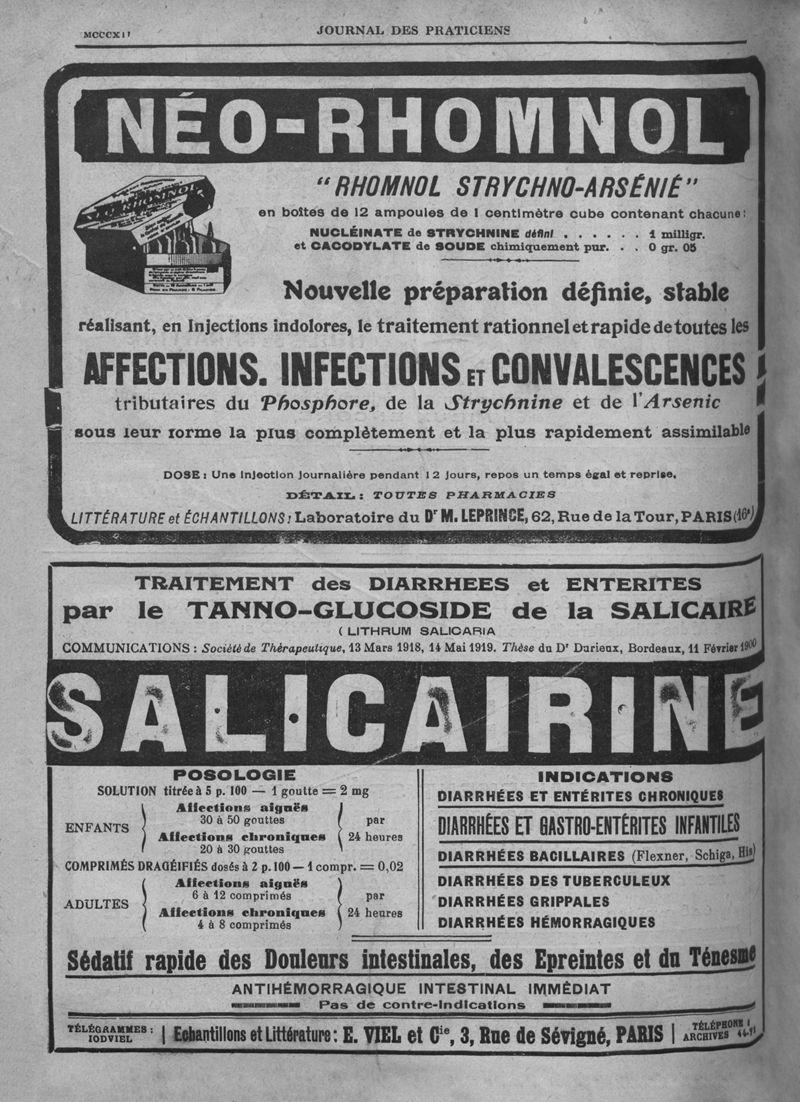 MCCCXII
JOURNAL DES PRATICIENS
NÉO-RHOMNOL
NÉO-RHOMNOL
“RHOMNOL STRYCHNO-ARSÉNIÉ”
en boîtes de 12 ampoules de 1 centimètre cube contenant chacune:
NUCLÉINATE de STRYCHNINE défini . . . . . . 1 milligr.
et CACODYLATE de SOUDE chimiquement pur. . . 0 gr. 05
Nouvelle préparation définie, stable
réalisant, en injections indolores, le traitement rationnel et rapide de toutes les
AFFECTIONS. INFECTIONS ET CONVALESCENCES
tributaires du Phosphore, de la Strychnine et de l'Arsenic
sous leur forme la plus complètement et la plus rapidement assimilable
DOSE : Une injection journalière pendant 12 jours, repos un temps égal et reprise.
DÉTAIL : TOUTES PHARMACIES
LITTÉRATURE et ÉCHANTILLONS : Laboratoire du Dr M. LEPRINCE, 62, Rue de la Tour, PARIS (16e)
TRAITEMENT des DIARRHEES et ENTERITES
par le TANNO-GLUCOSIDE de la SALICAIRE
( LITHRUM SALICARIA
COMMUNICATIONS : Société de Thérapeutique, 13 Mars 1918, 14 Mai 1919. Thèse du Dr Durieux, Bordeaux, 11 Février 1900
SALICAIRINE
POSOLOGIE
SOLUTION titrée à 5 p. 100 — 1 goutte = 2 mg
ENFANTS
Affections aiguës
30 à 50 gouttes
Affections chroniques
20 à 30 gouttes
par
24 heures
COMPRIMÉS DRAGÉIFIÉS dosés à 2 p. 100 — 1 compr. = 0,02
ADULTES
Affections aiguës
6 à 12 comprimés
Affections chroniques
4 à 8 comprimés
par
24 heures
INDICATIONS
DIARRHÉES ET ENTÉRITES CHRONIQUES
DIARRHÉES ET GASTRO-ENTÉRITES INFANTILES
DIARRHÉES BACILLAIRES (Flexner, Schiga, His)
DIARRHÉES DES TUBERCULEUX
DIARRHÉES GRIPPALES
DIARRHÉES HÉMORRAGIQUES
Sédatif rapide des Douleurs intestinales, des Epreintes et du Ténesme
ANTIHÉMORRAGIQUE INTESTINAL IMMÉDIAT
Pas de contre-indications
TÉLÉGRAMMES :
IODVIEL
Echantillons et Littérature : E. VIEL et Cie, 3, Rue de Sévigné, PARIS
TÉLÉPHONE :
ARCHIVES